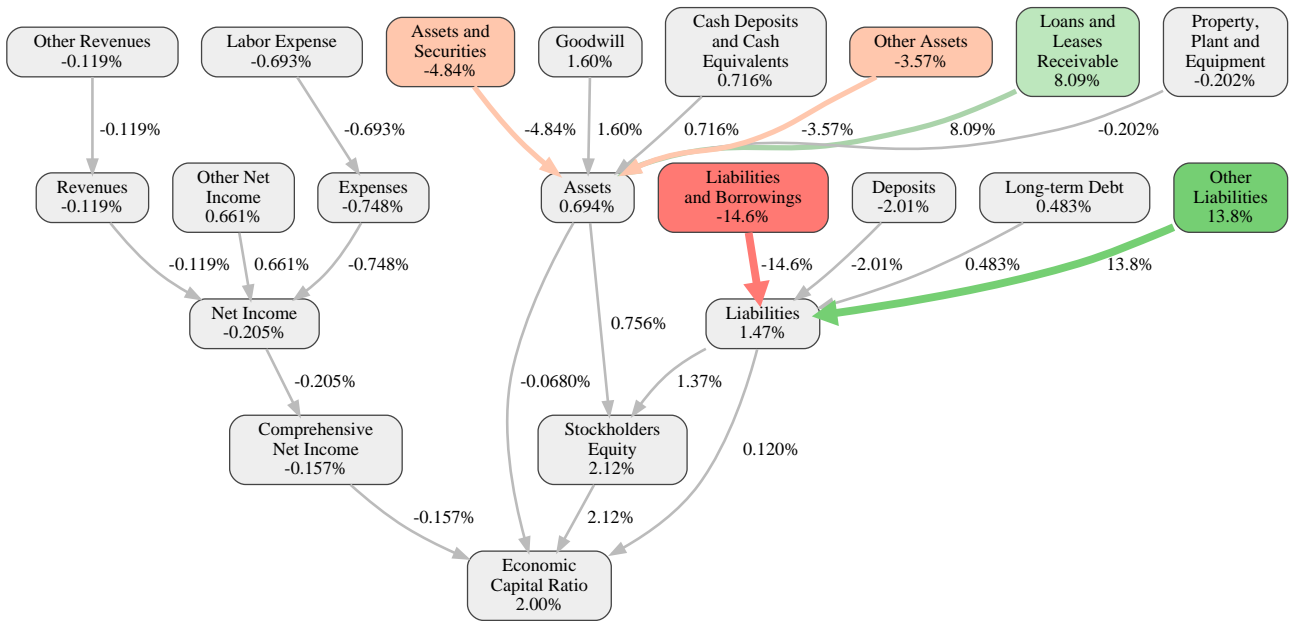 Other Revenues
-0.119%
Labor Expense
-0.693%
Assets and
Securities
-4.84%
Goodwill
1.60%
Cash Deposits
and Cash
Equivalents
0.716%
Other Assets
-3.57%
Loans and
Leases
Receivable
8.09%
Property,
Plant and
Equipment
-0.202%
-0.119%
-0.693%
-4.84%
1.60%
0.716%
-3.57%
8.09%
-0.202%
Revenues
-0.119%
Other Net
Income
0.661%
Expenses
-0.748%
Assets
0.694%
Liabilities
and Borrowings
-14.6%
Deposits
-2.01%
Long-term Debt
0.483%
Other
Liabilities
13.8%
-0.119%
0.661%
-0.748%
-14.6%
-2.01%
0.483%
13.8%
Net Income
-0.205%
0.756%
Liabilities
1.47%
-0.205%
-0.0680%
1.37%
Comprehensive
Net Income
-0.157%
Stockholders
Equity
2.12%
0.120%
-0.157%
2.12%
Economic
Capital Ratio
2.00%